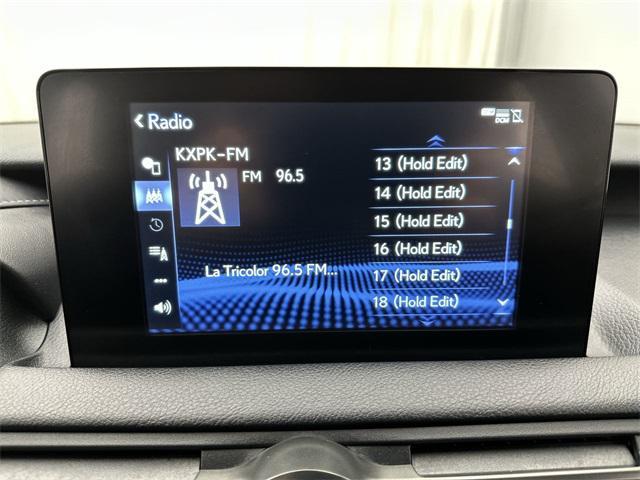 Radio
DCM
KXPK-FM
FM 96.5
La Tricolor 96.5 FM...
13 (Hold Edit)
14 (Hold Edit)
15 (Hold Edit)
16 (Hold Edit)
17 (Hold Edit)
18 (Hold Edit)